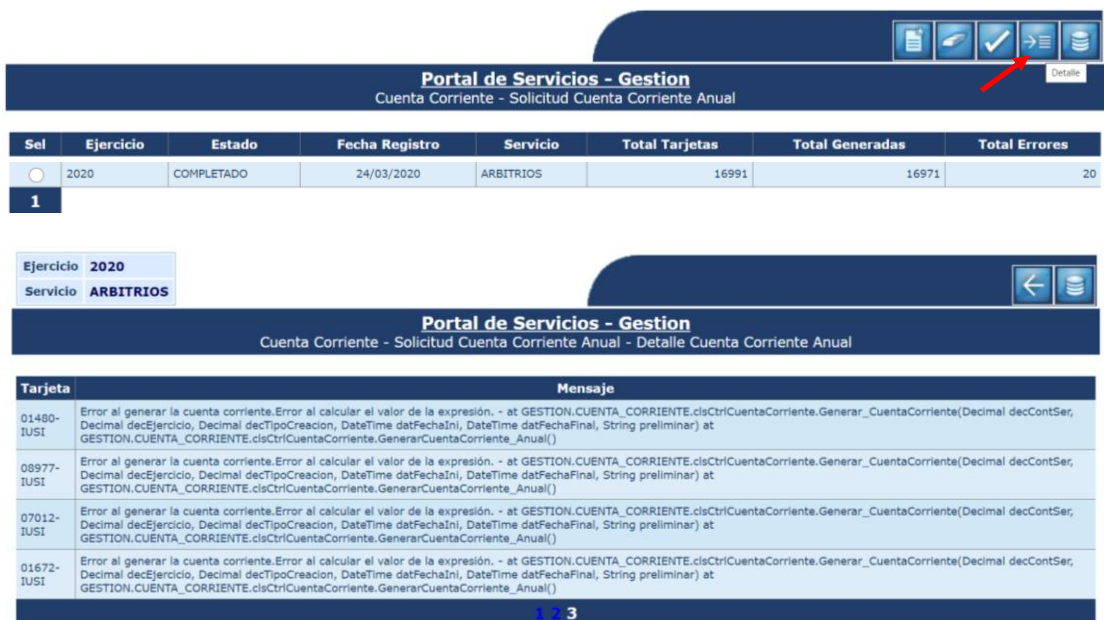 Detalle
Portal de Servicios - Gestion
Cuenta Corriente - Solicitud Cuenta Corriente Anual
Sel Ejercicio Estado Fecha Registro Servicio Total Tarjetas Total Generadas Total Errores
2020 COMPLETADO 24/03/2020 ARBITRIOS 16991 16971 20
1
Ejercicio 2020
Servicio ARBITRIOS
Portal de Servicios - Gestion
Cuenta Corriente - Solicitud Cuenta Corriente Anual - Detalle Cuenta Corriente Anual
Tarjeta Mensaje
01480-IUSI Error al generar la cuenta corriente.Error al calcular el valor de la expresión. - at GESTION.CUENTA_CORRIENTE.clsCtrlCuentaCorriente.Generar_CuentaCorriente(Decimal decContSer,
Decimal decEjercicio, Decimal decTipoCreacion, DateTime datFechaIni, DateTime datFechaFinal, String preliminar) at
GESTION.CUENTA_CORRIENTE.clsCtrlCuentaCorriente.GenerarCuentaCorriente_Anual()
08977-IUSI Error al generar la cuenta corriente.Error al calcular el valor de la expresión. - at GESTION.CUENTA_CORRIENTE.clsCtrlCuentaCorriente.Generar_CuentaCorriente(Decimal decContSer,
Decimal decEjercicio, Decimal decTipoCreacion, DateTime datFechaIni, DateTime datFechaFinal, String preliminar) at
GESTION.CUENTA_CORRIENTE.clsCtrlCuentaCorriente.GenerarCuentaCorriente_Anual()
07012-IUSI Error al generar la cuenta corriente.Error al calcular el valor de la expresión. - at GESTION.CUENTA_CORRIENTE.clsCtrlCuentaCorriente.Generar_CuentaCorriente(Decimal decContSer,
Decimal decEjercicio, Decimal decTipoCreacion, DateTime datFechaIni, DateTime datFechaFinal, String preliminar) at
GESTION.CUENTA_CORRIENTE.clsCtrlCuentaCorriente.GenerarCuentaCorriente_Anual()
01672-IUSI Error al generar la cuenta corriente.Error al calcular el valor de la expresión. - at GESTION.CUENTA_CORRIENTE.clsCtrlCuentaCorriente.Generar_CuentaCorriente(Decimal decContSer,
Decimal decEjercicio, Decimal decTipoCreacion, DateTime datFechaIni, DateTime datFechaFinal, String preliminar) at
GESTION.CUENTA_CORRIENTE.clsCtrlCuentaCorriente.GenerarCuentaCorriente_Anual()
1 2 3